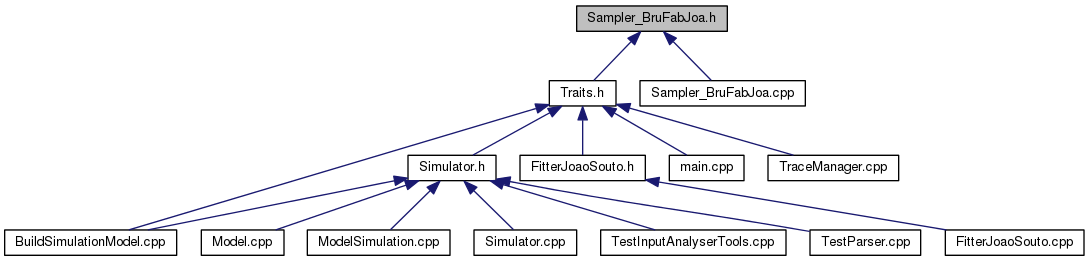 Sampler_BruFabJoa.h
Traits.h
Sampler_BruFabJoa.cpp
Simulator.h
FitterJoaoSouto.h
main.cpp
TraceManager.cpp
BuildSimulationModel.cpp
Model.cpp
ModelSimulation.cpp
Simulator.cpp
TestInputAnalyserTools.cpp
TestParser.cpp
FitterJoaoSouto.cpp